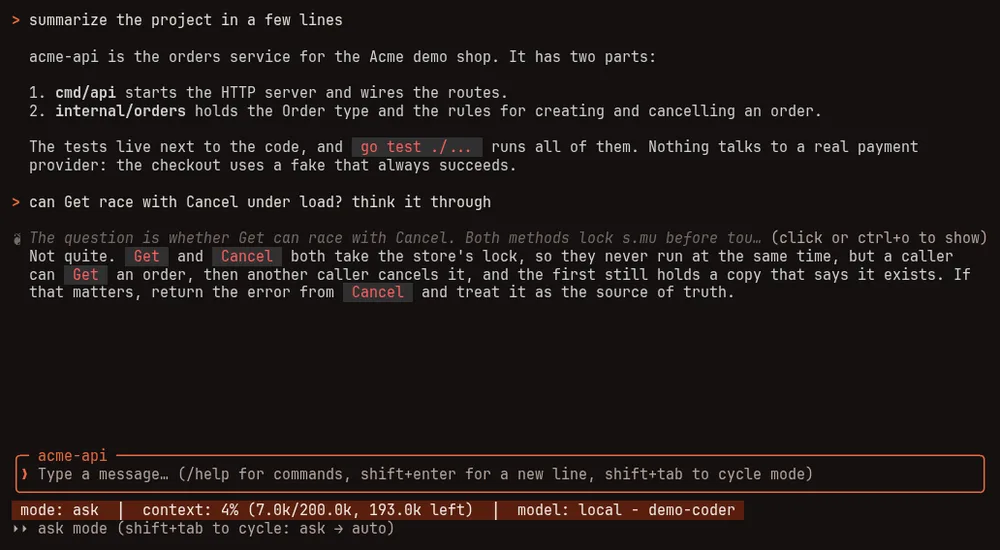 > summarize the project in a few lines
acme-api is the orders service for the Acme demo shop. It has two parts:
1. cmd/api starts the HTTP server and wires the routes.
2. internal/orders holds the Order type and the rules for creating and cancelling an order.
The tests live next to the code, and go test ./... runs all of them. Nothing talks to a real payment
provider: the checkout uses a fake that always succeeds.
> can Get race with Cancel under load? think it through
The question is whether Get can race with Cancel. Both methods lock s.mu before tou… (click or ctrl+o to show)
Not quite. Get and Cancel both take the store's lock, so they never run at the same time, but a caller
can Get an order, then another caller cancels it, and the first still holds a copy that says it exists. If
that matters, return the error from Cancel and treat it as the source of truth.
acme-api
❯ Type a message… (/help for commands, shift+enter for a new line, shift+tab to cycle mode)
mode: ask | context: 4% (7.0k/200.0k, 193.0k left) | model: local - demo-coder
▸▸ ask mode (shift+tab to cycle: ask → auto)